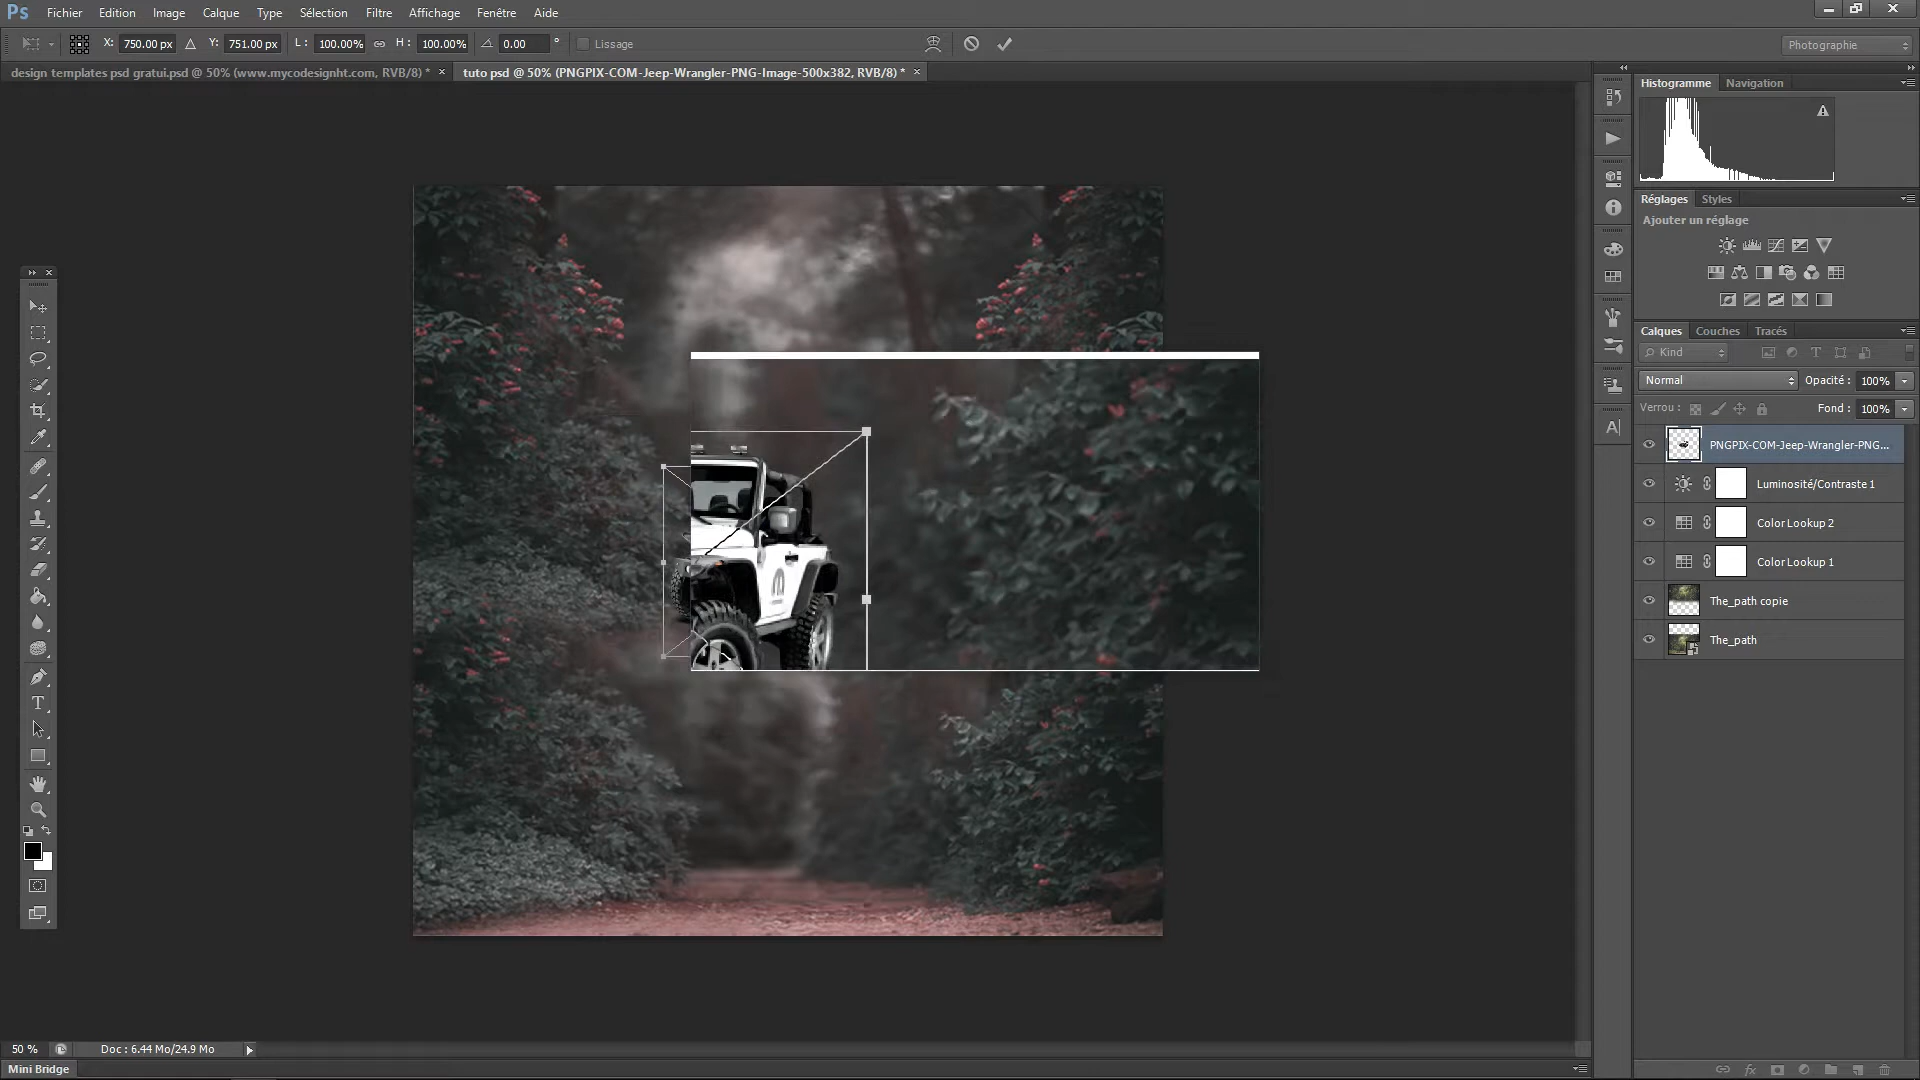 Ps Fichier Edition Image Calque Type Sélection Filtre Affichage Fenêtre Aide
X: 750.00 px Y: 751.00 px L : 100.00% H : 100.00% 0.00 ° Lissage Photographie
design templates psd gratui.psd @ 50% (www.mycodesignht.com, RVB/8) * × tuto psd @ 50% (PNGPIX-COM-Jeep-Wrangler-PNG-Image-500x382, RVB/8) * ×
Histogramme Navigation
Réglages Styles
Ajouter un réglage
Calques Couches Tracés
Kind
Normal Opacité : 100%
Verrou : Fond : 100%
PNGPIX-COM-Jeep-Wrangler-PNG...
Luminosité/Contraste 1
Color Lookup 2
Color Lookup 1
The_path copie
The_path
50 % Doc : 6.44 Mo/24.9 Mo
Mini Bridge